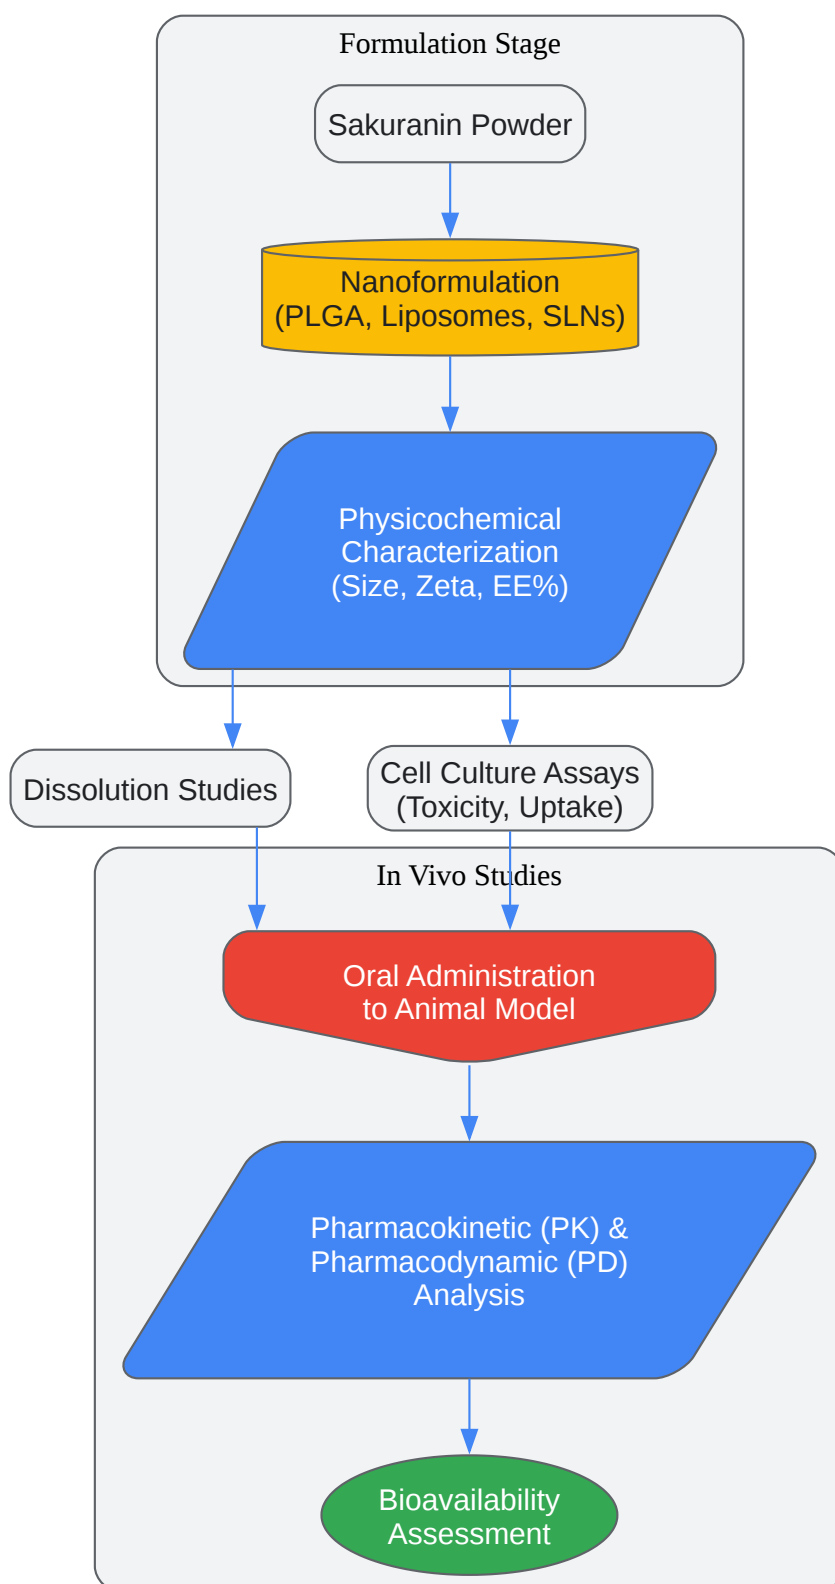 Formulation Stage
Sakuranin Powder
Nanoformulation
(PLGA, Liposomes, SLNs)
Physicochemical
Characterization
(Size, Zeta, EE%)
Dissolution Studies
Cell Culture Assays
(Toxicity, Uptake)
In Vivo Studies
Oral Administration
to Animal Model
Pharmacokinetic (PK) &
Pharmacodynamic (PD)
Analysis
Bioavailability
Assessment